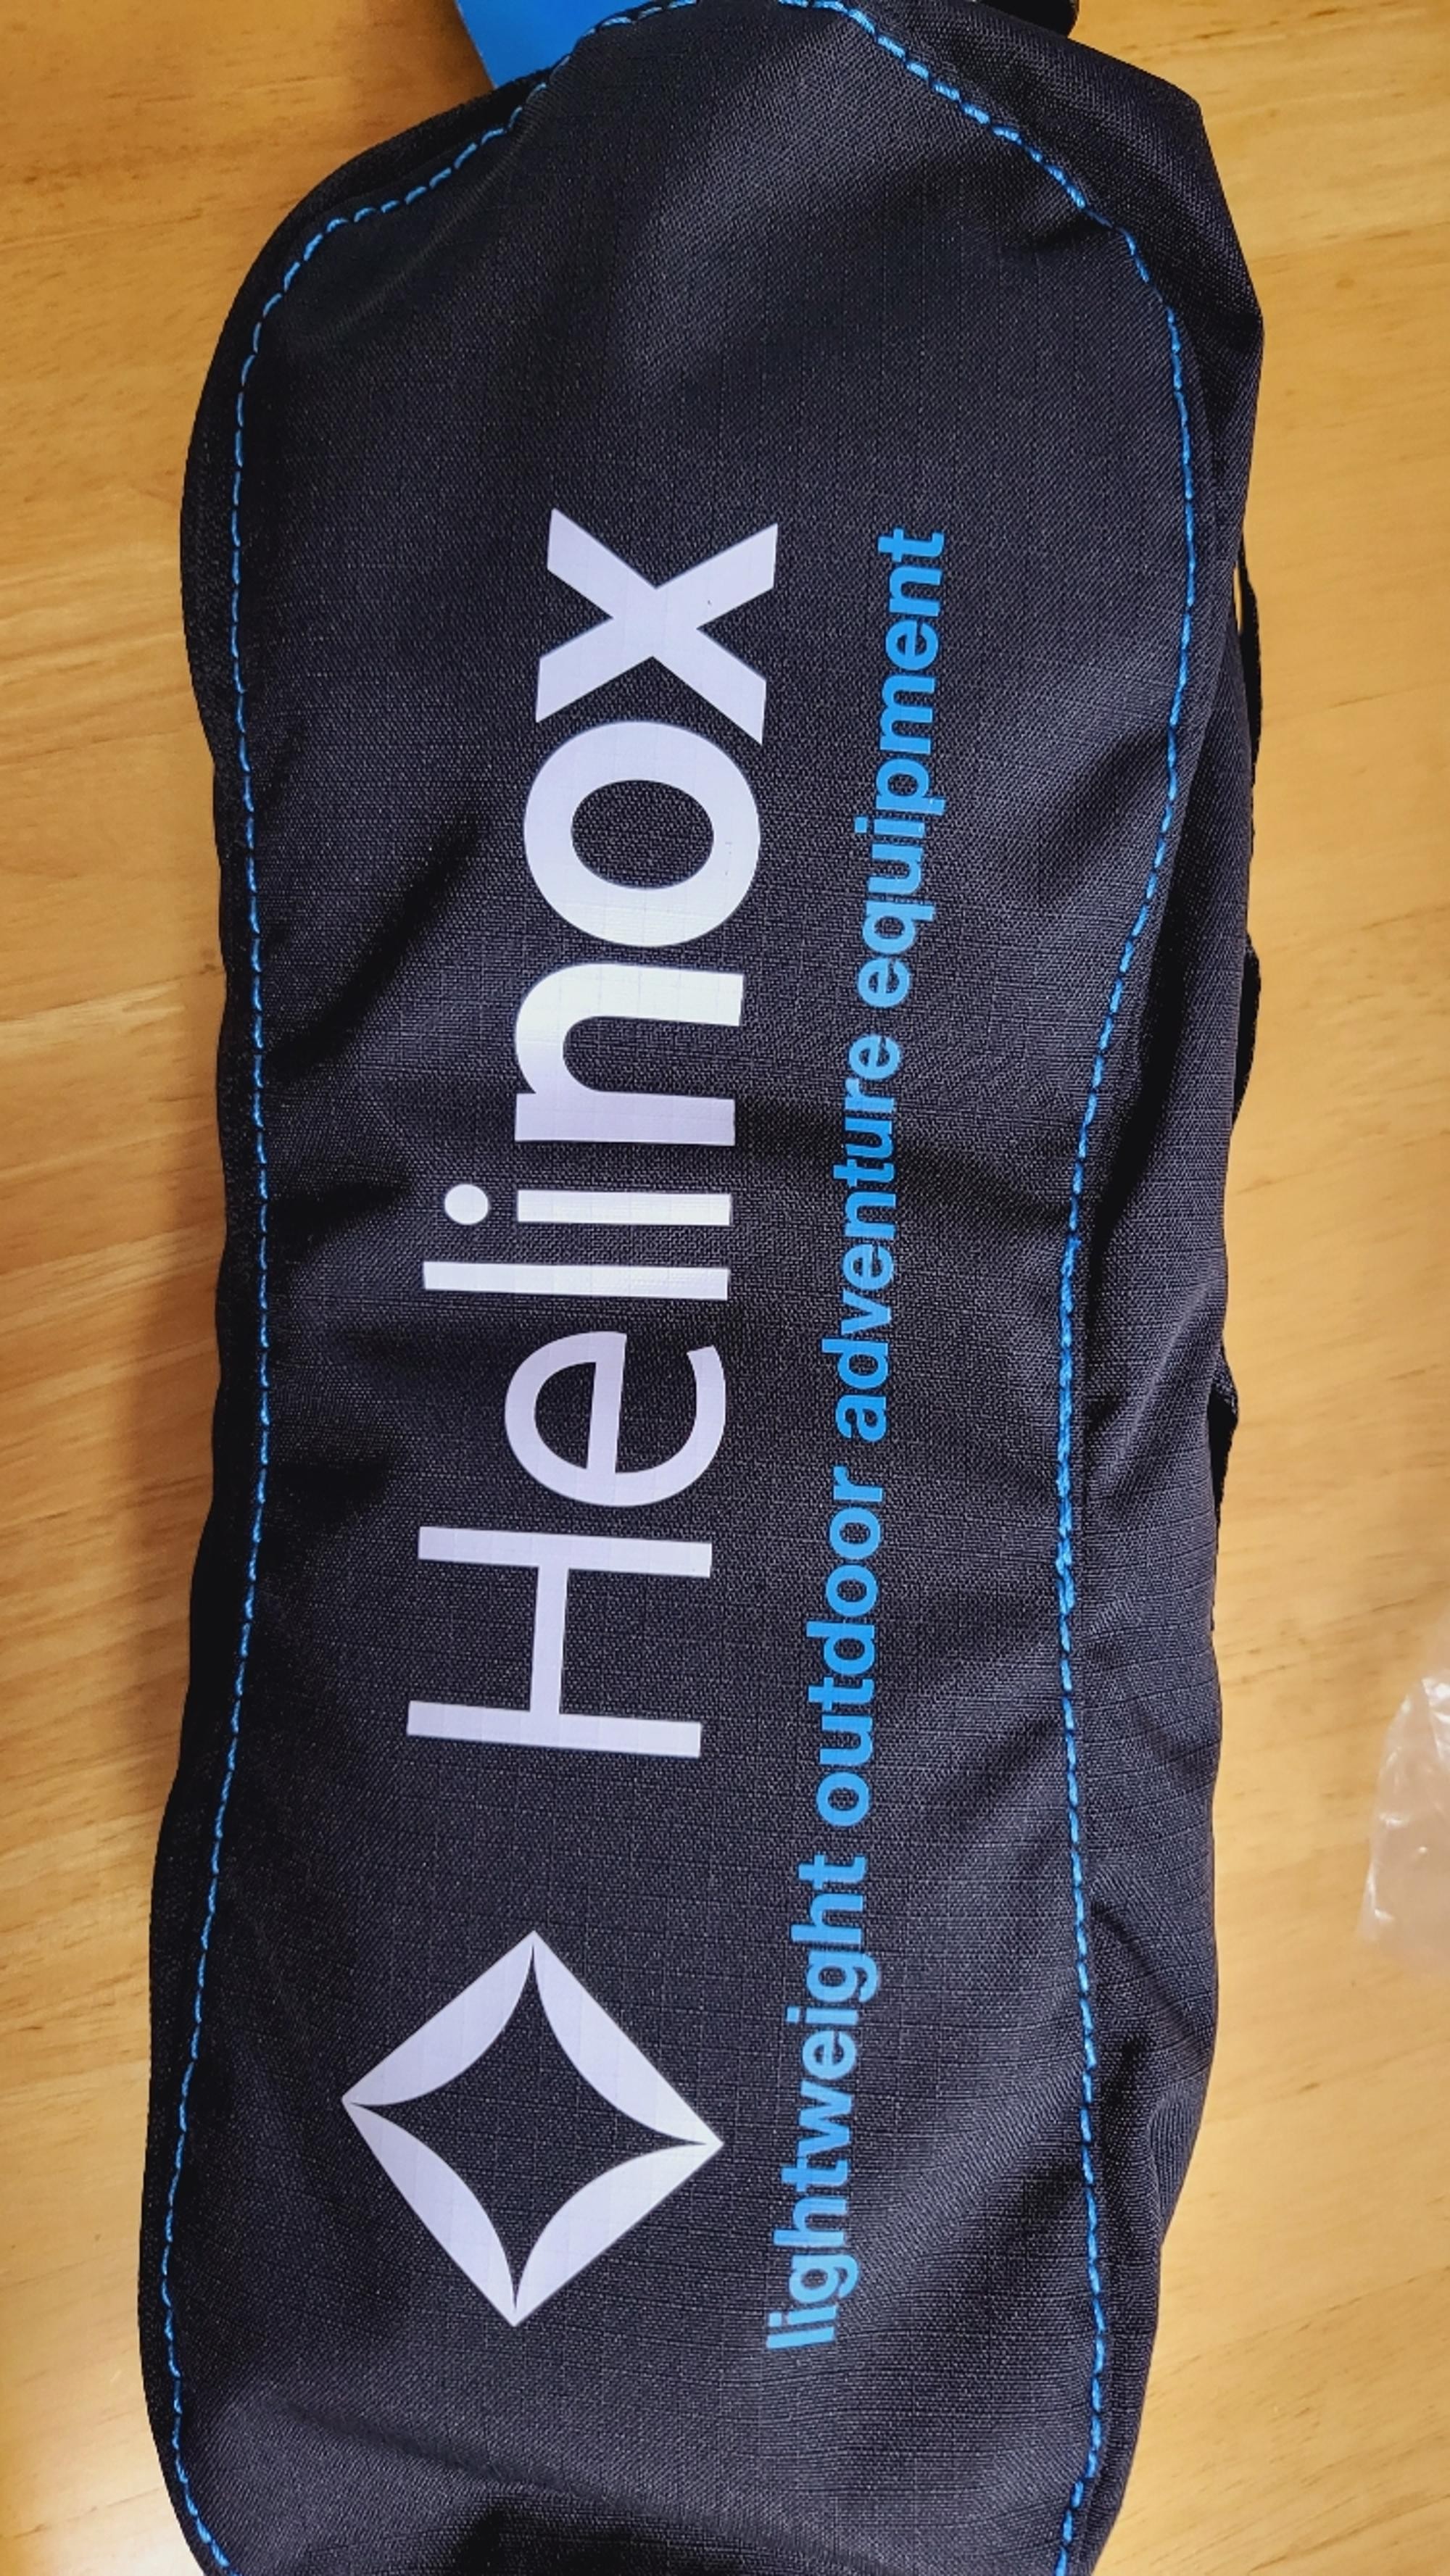 Helinox
lightweight outdoor adventure equipment